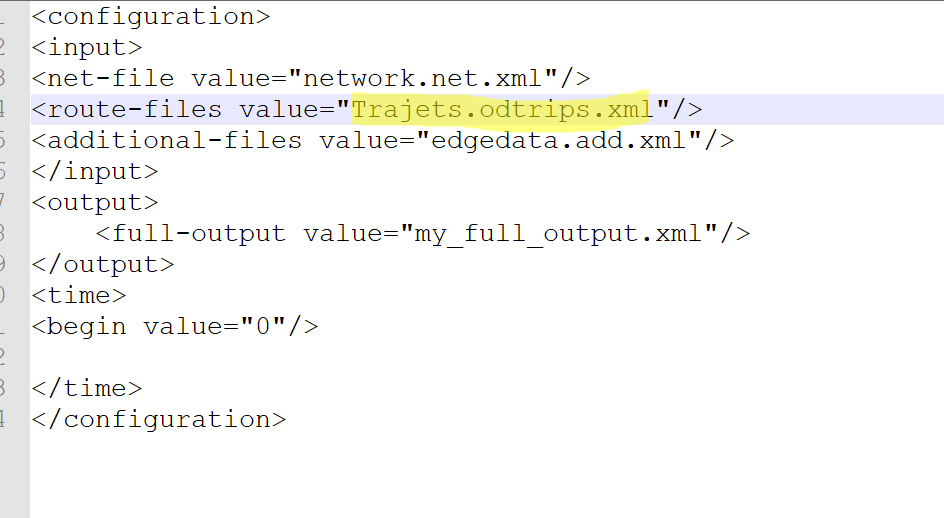 <configuration>
<input>
<net-file value="network.net.xml"/>
<route-files value="Trajets.odtrips.xml"/>
<additional-files value="edgedata.add.xml"/>
</input>
<output>
    <full-output value="my_full_output.xml"/>
</output>
<time>
<begin value="0"/>
</time>
</configuration>